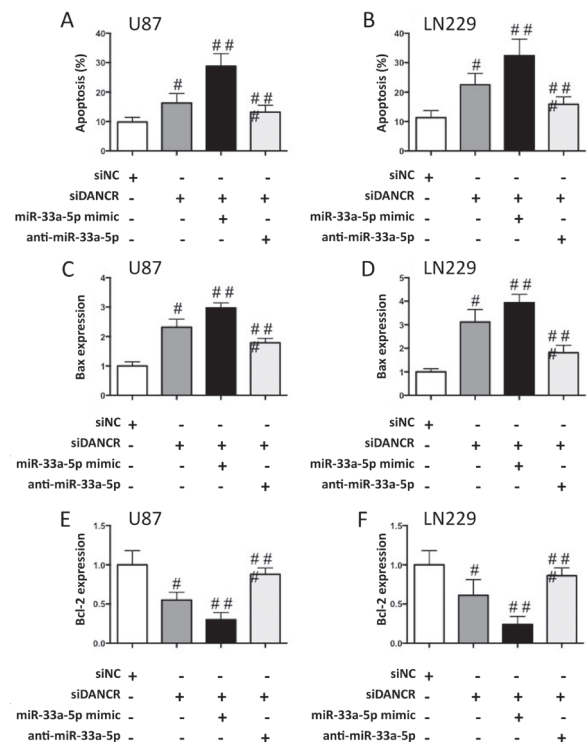 A U87
Apoptosis (%)
40
30
20
10
0
#
# #
# #
#
siNC + - - -
siDANCR - + + +
miR-33a-5p mimic - - + -
anti-miR-33a-5p - - - +
B LN229
Apoptosis (%)
40
30
20
10
0
#
# #
# #
#
siNC + - - -
siDANCR - + + +
miR-33a-5p mimic - - + -
anti-miR-33a-5p - - - +
C U87
Bax expression
4
3
2
1
0
#
# #
# #
#
siNC + - - -
siDANCR - + + +
miR-33a-5p mimic - - + -
anti-miR-33a-5p - - - +
D LN229
Bax expression
5
4
3
2
1
0
#
# #
# #
#
siNC + - - -
siDANCR - + + +
miR-33a-5p mimic - - + -
anti-miR-33a-5p - - - +
E U87
Bcl-2 expression
1.5
1.0
0.5
0.0
#
# #
# #
#
siNC + - - -
siDANCR - + + +
miR-33a-5p mimic - - + -
anti-miR-33a-5p - - - +
F LN229
Bcl-2 expression
1.5
1.0
0.5
0.0
#
# #
# #
#
siNC + - - -
siDANCR - + + +
miR-33a-5p mimic - - + -
anti-miR-33a-5p - - - +